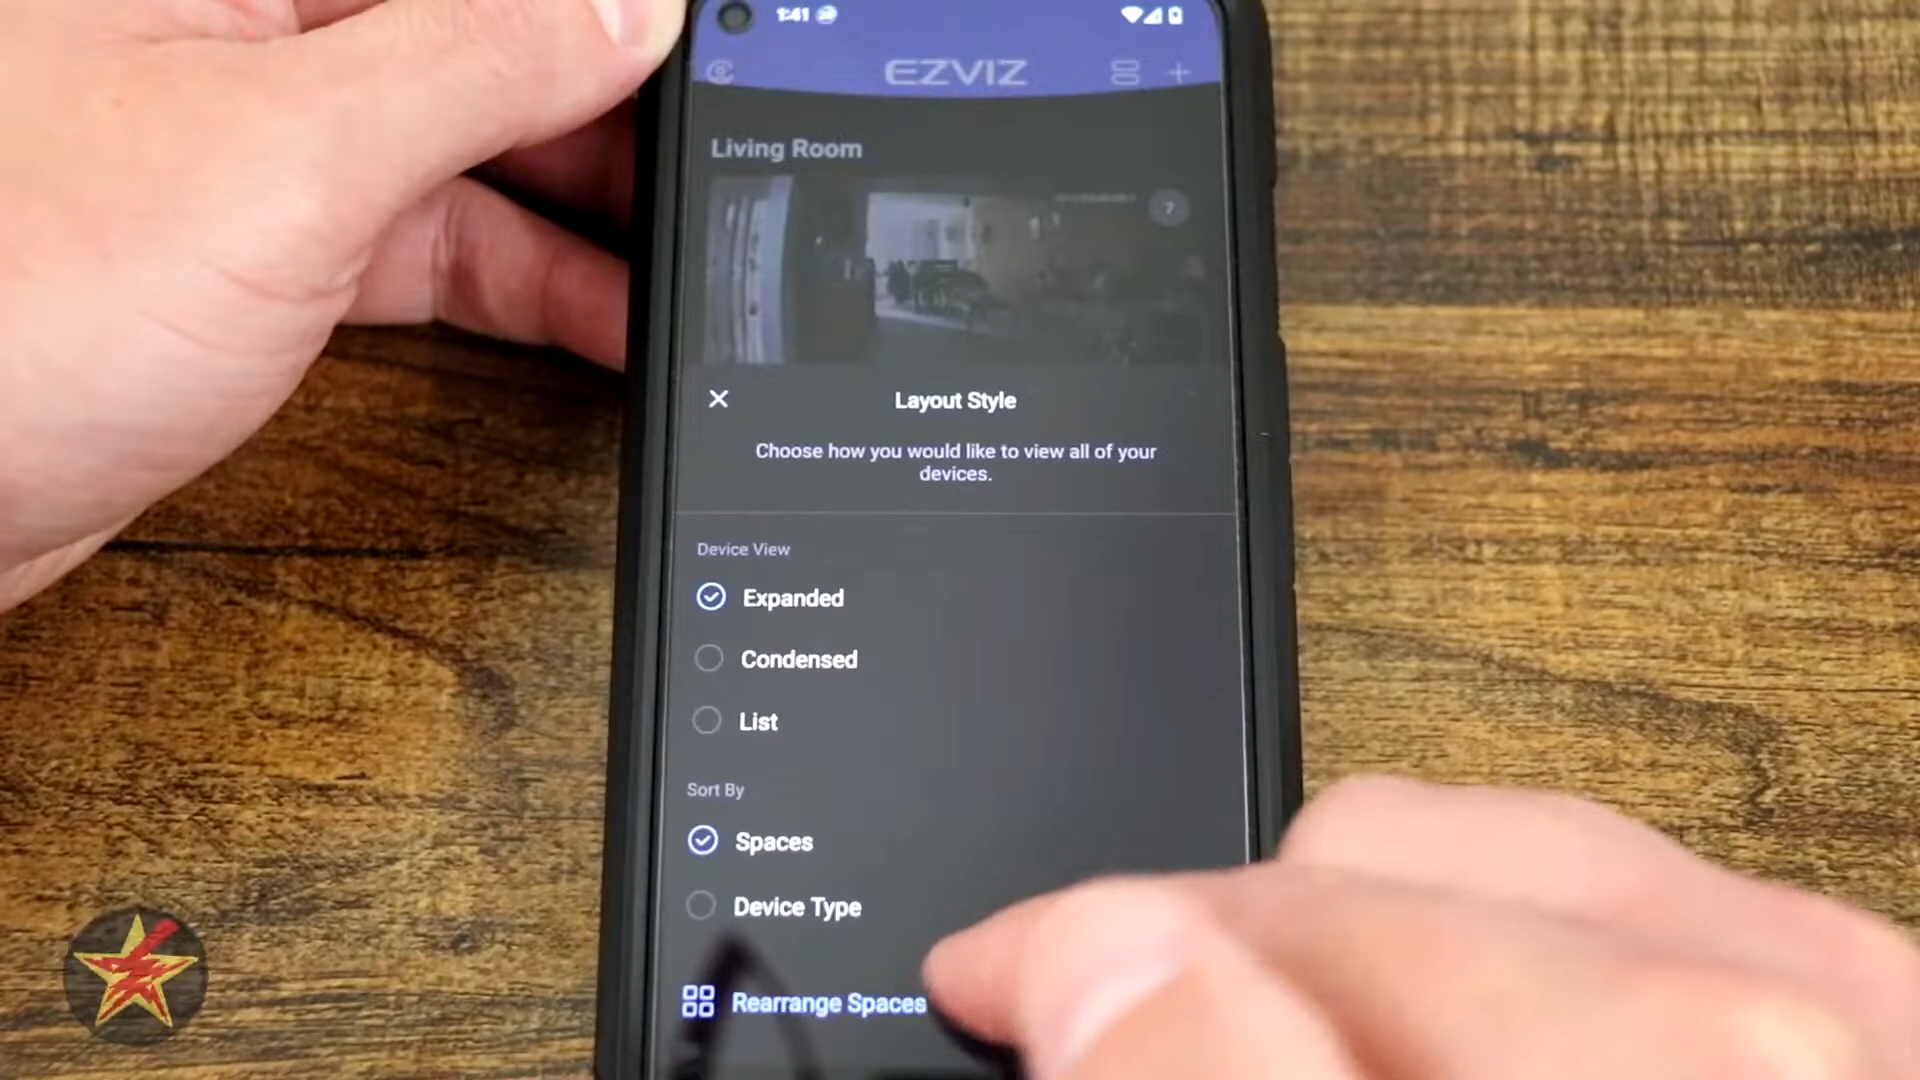 1:41
EZVIZ
Living Room
7
Layout Style
Choose how you would like to view all of your
devices.
Device View
Expanded
Condensed
List
Sort By
Spaces
Device Type
Rearrange Spaces